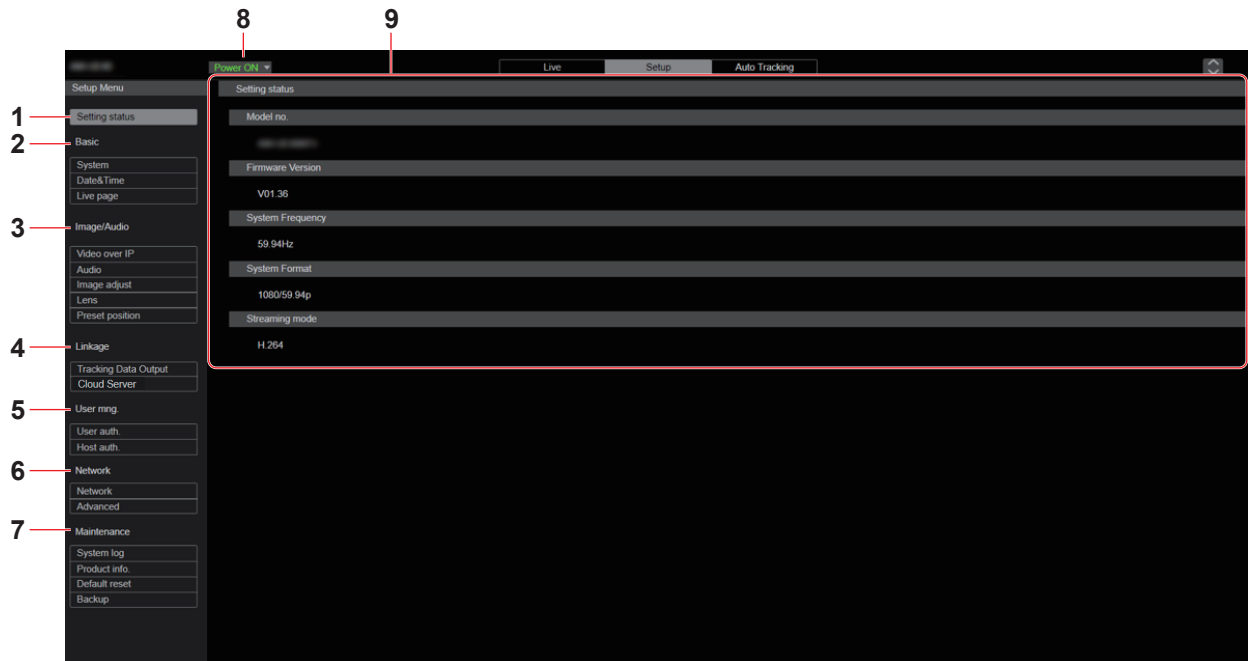 8 9
Power ON Live Setup Auto Tracking
Setup Menu
Setting status
1 Setting status
2 Basic
System
Date&Time
Live page
3 Image/Audio
Video over IP
Audio
Image adjust
Lens
Preset position
4 Linkage
Tracking Data Output
Cloud Server
5 User mng.
User auth.
Host auth.
6 Network
Network
Advanced
7 Maintenance
System log
Product info.
Default reset
Backup
Model no.
Firmware Version
V01.36
System Frequency
59.94Hz
System Format
1080/59.94p
Streaming mode
H.264